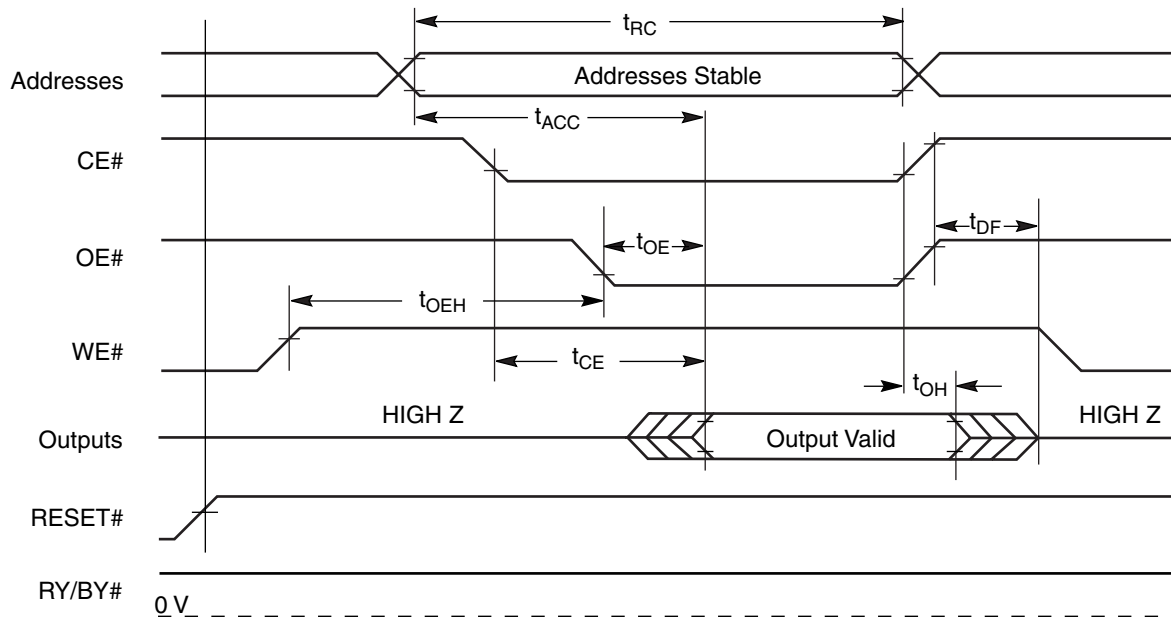 tRC
Addresses
Addresses Stable
tACC
CE#
tDF
OE#
tOE
tOEH
WE#
tCE
tOH
HIGH Z
HIGH Z
Outputs
Output Valid
RESET#
RY/BY#
0 V